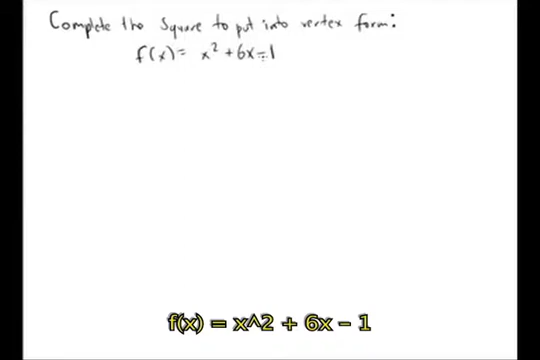 Complete the Square to put into vertex form:
f(x) = x² + 6x - 1
f(x) = x^2 + 6x – 1